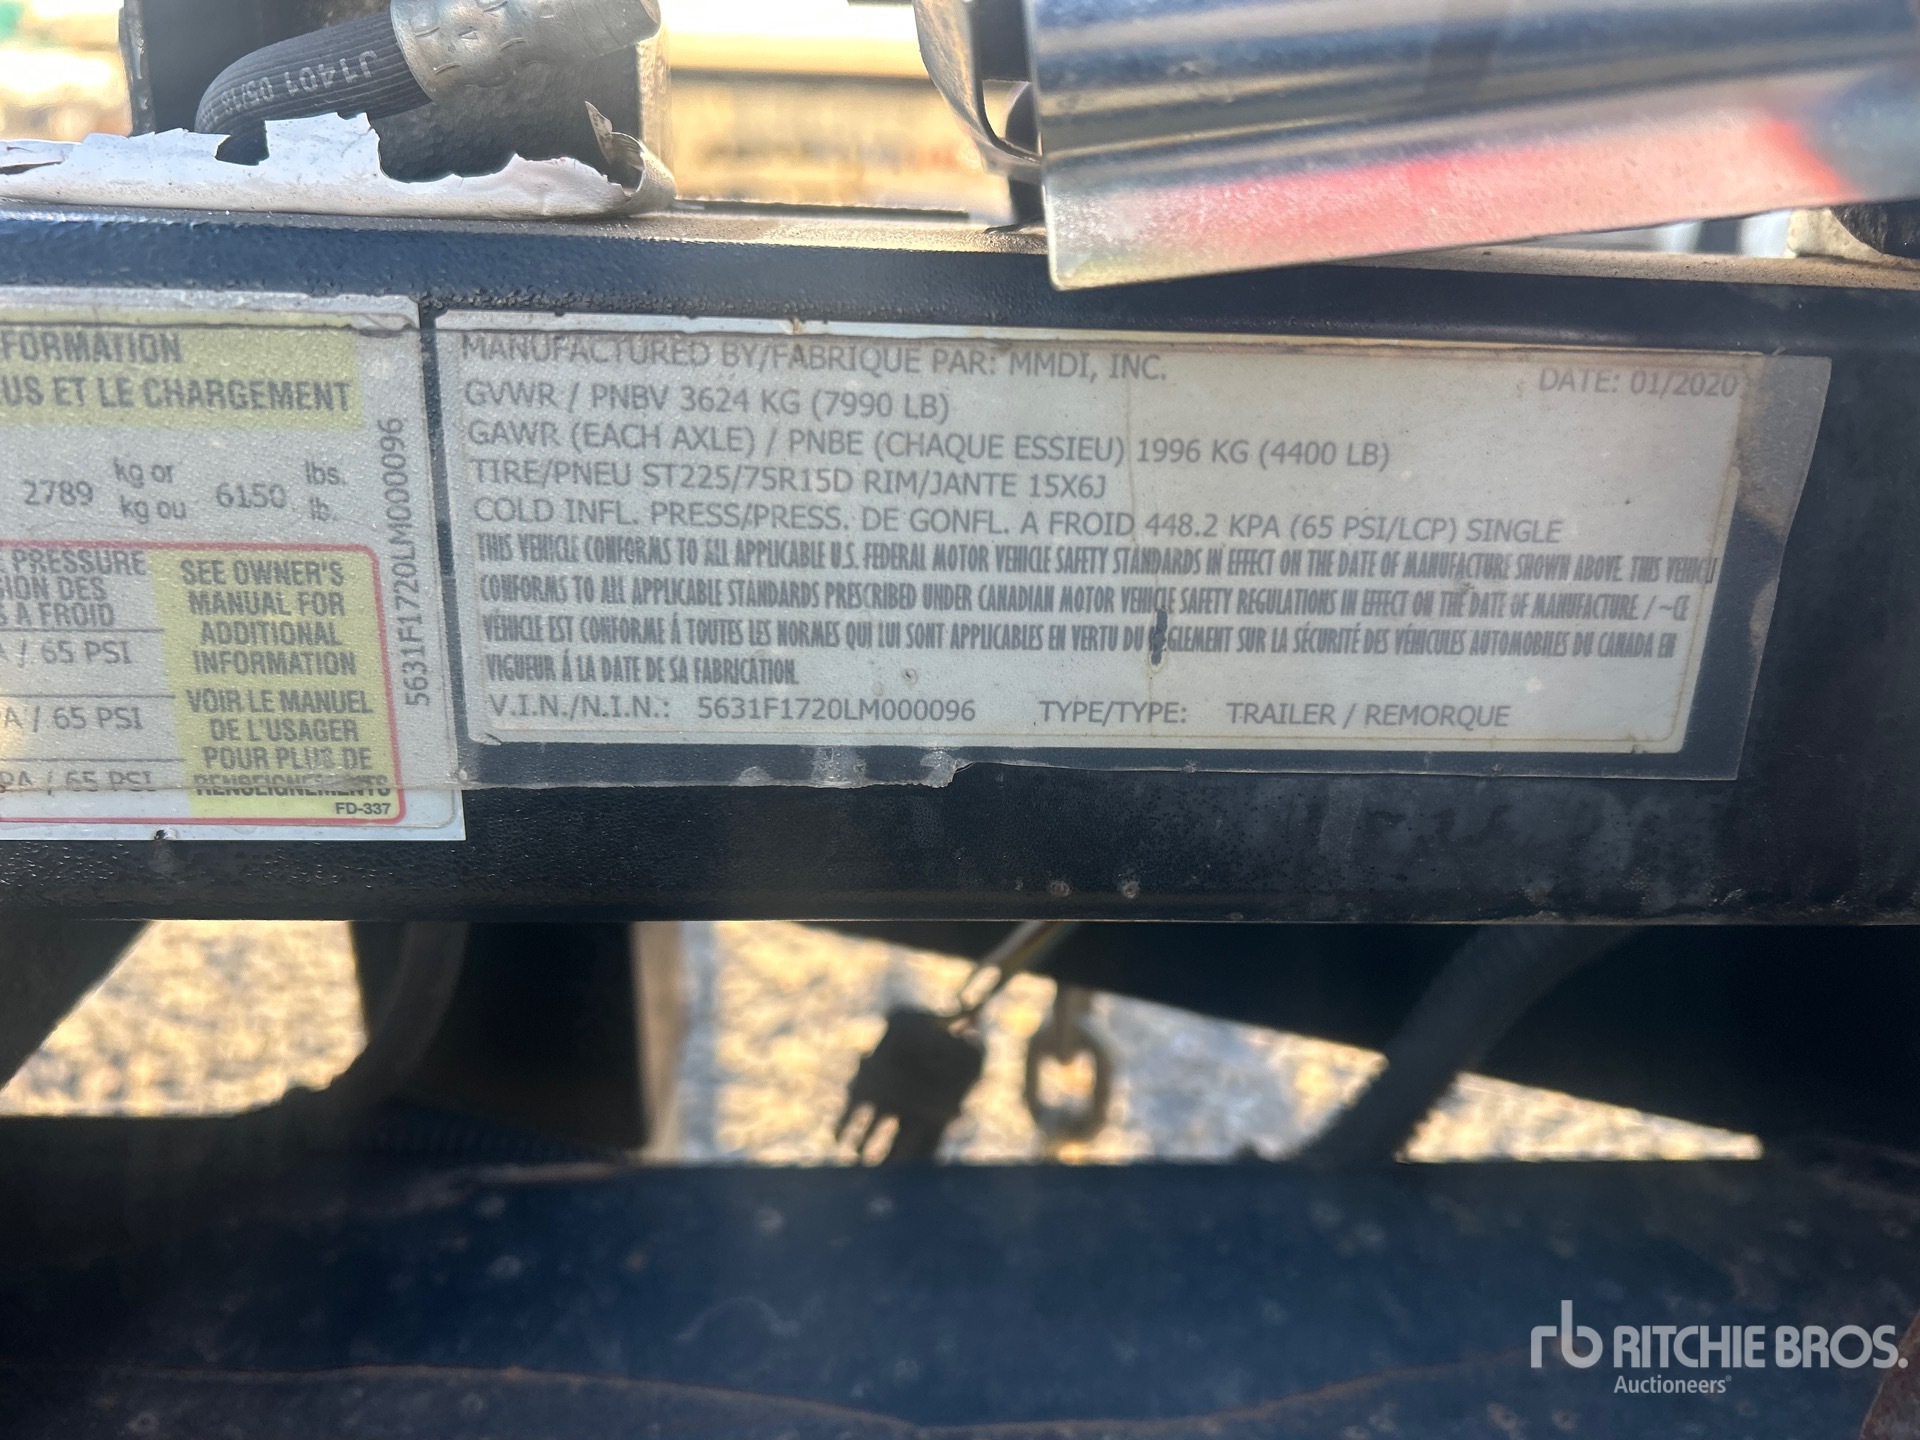 J1401 05/18
FORMATION
US ET LE CHARGEMENT
2789 kg or 6150 lbs.
kg ou lb.
PRESSURE
SION DES
A FROID
/ 65 PSI
A / 65 PSI
PA / 65 PSI
SEE OWNER'S
MANUAL FOR
ADDITIONAL
INFORMATION
VOIR LE MANUEL
DE L'USAGER
POUR PLUS DE
RENSEIGNEMENTS
FD-337
5631F1720LM000096
MANUFACTURED BY/FABRIQUE PAR: MMDI, INC. DATE: 01/2020
GVWR / PNBV 3624 KG (7990 LB)
GAWR (EACH AXLE) / PNBE (CHAQUE ESSIEU) 1996 KG (4400 LB)
TIRE/PNEU ST225/75R15D RIM/JANTE 15X6J
COLD INFL. PRESS/PRESS. DE GONFL. A FROID 448.2 KPA (65 PSI/LCP) SINGLE
THIS VEHICLE CONFORMS TO ALL APPLICABLE U.S. FEDERAL MOTOR VEHICLE SAFETY STANDARDS IN EFFECT ON THE DATE OF MANUFACTURE SHOWN ABOVE. THIS VEHICL
CONFORMS TO ALL APPLICABLE STANDARDS PRESCRIBED UNDER CANADIAN MOTOR VEHICLE SAFETY REGULATIONS IN EFFECT ON THE DATE OF MANUFACTURE. / ~CE
VÉHICLE EST CONFORME Á TOUTES LES NORMES QUI LUI SONT APPLICABLES EN VERTU DU RÈGLEMENT SUR LA SÉCURITÉ DES VÉHICULES AUTOMOBILES DU CANADA EN
VIGUEUR Á LA DATE DE SA FABRICATION.
V.I.N./N.I.N.: 5631F1720LM000096 TYPE/TYPE: TRAILER / REMORQUE
rb RITCHIE BROS.
Auctioneers